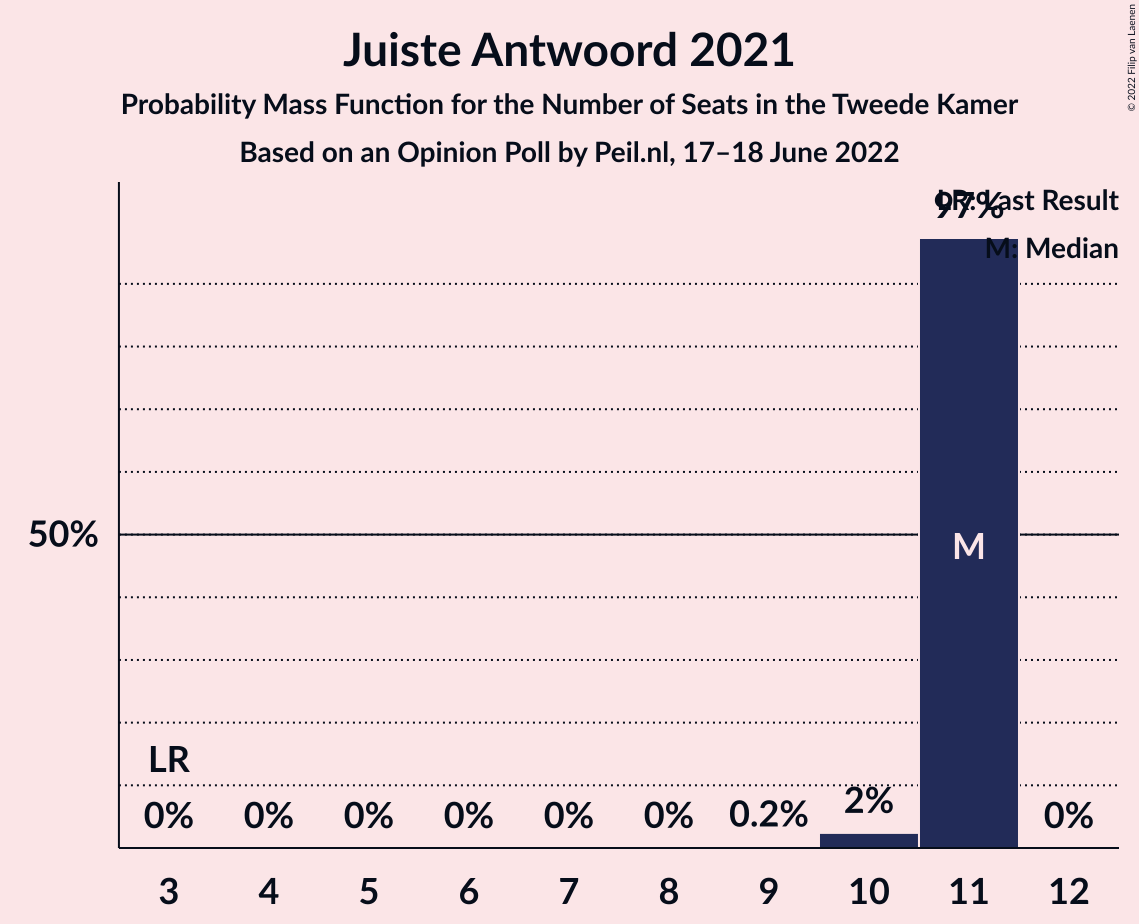 Juiste Antwoord 2021
Probability Mass Function for the Number of Seats in the Tweede Kamer
Based on an Opinion Poll by Peil.nl, 17–18 June 2022
© 2022 Filip van Laenen
LR: Last Result
M: Median
97%
50%
M
LR
0% 0% 0% 0% 0% 0% 0.2% 2% 0%
3 4 5 6 7 8 9 10 11 12